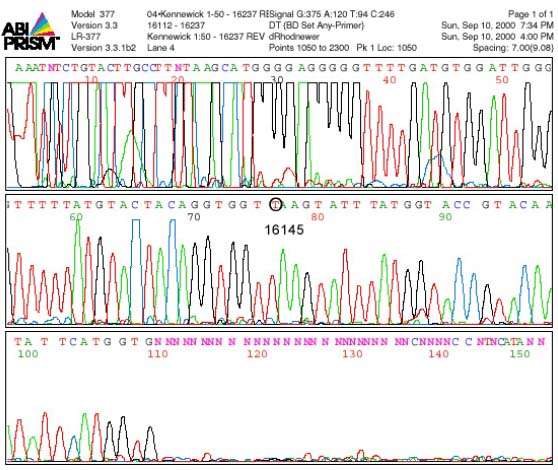 ABI PRISM
Model 377
Version 3.3
LR-377
Version 3.3.1b2
04•Kennewick 1-50 - 16237 RE
16112 - 16237
Kennewick 1:50 - 16237 REV
Lane 4
Signal G:375 A:120 T:94 C:246
DT (BD Set Any-Primer)
dRhodnewer
Points 1050 to 2300 Pk 1 Loc: 1050
Page 1 of 1
Sun, Sep 10, 2000 7:34 PM
Sun, Sep 10, 2000 4:00 PM
Spacing: 7.00(9.08)
AAATNTCTGTACTTGCCTTGNTAAGCATGGGGAGGGGGTTTTGATGTGGATTGGG
10 20 30 40 50
GTTTTTATGTACTACAGGTGGTTAAGTATTTATGGTACCGTACAA
60 70 80 90
16145
TATTCATGGTG
100 110 120 130 140 150